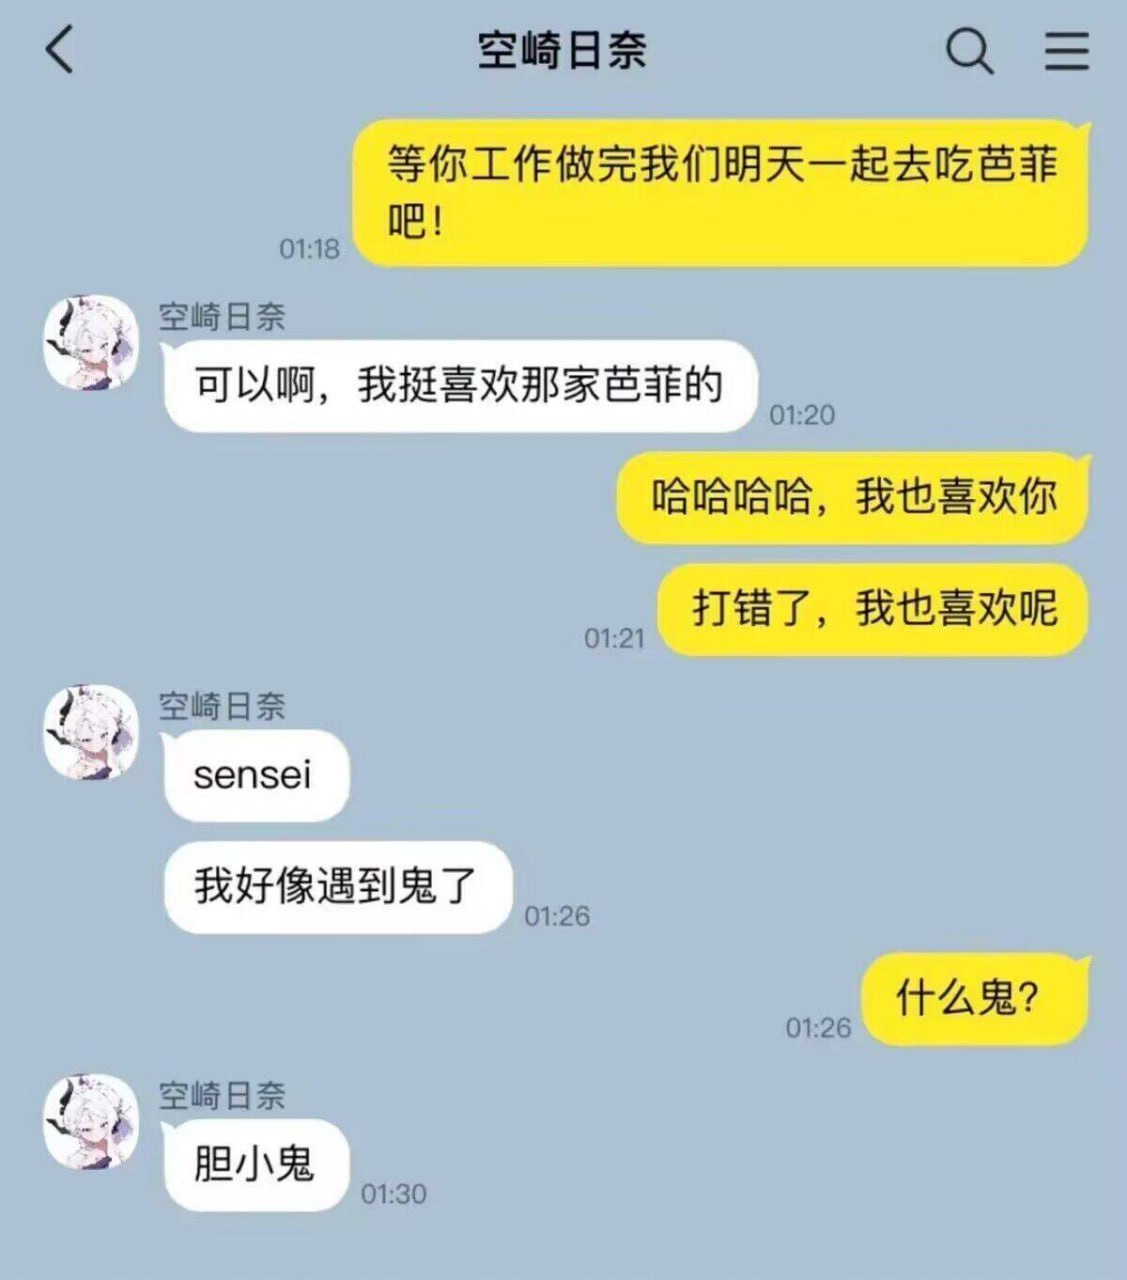 空崎日奈
等你工作做完我们明天一起去吃芭菲
吧！
01:18
空崎日奈
可以啊，我挺喜欢那家芭菲的
01:20
哈哈哈哈，我也喜欢你
打错了，我也喜欢呢
01:21
空崎日奈
sensei
我好像遇到鬼了
01:26
什么鬼？
01:26
空崎日奈
胆小鬼
01:30